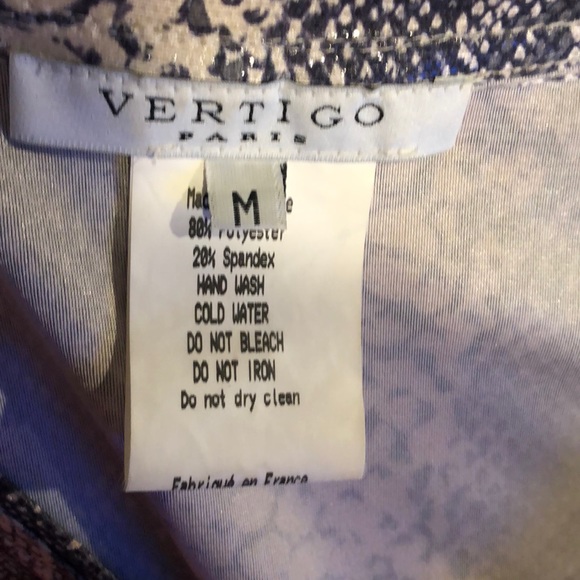 VERTIGO
PARIS
M
80% Polyester
20% Spandex
HAND WASH
COLD WATER
DO NOT BLEACH
DO NOT IRON
Do not dry clean
Fabriqué en France